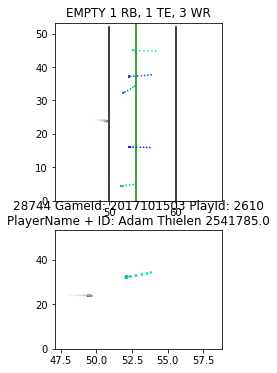 EMPTY 1 RB, 1 TE, 3 WR
50
40
30
20
10
0
50
60
28744 GameId: 2017101503 PlayId: 2610
PlayerName + ID: Adam Thielen 2541785.0
40
20
0
47.5 50.0 52.5 55.0 57.5